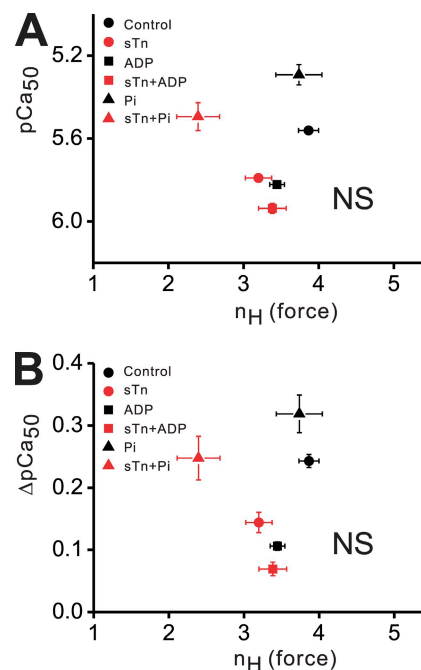 A
Control
sTn
ADP
sTn+ADP
Pi
sTn+Pi
pCa50
5.2
5.6
6.0
NS
1 2 3 4 5
nH (force)
B
Control
sTn
ADP
sTn+ADP
Pi
sTn+Pi
ΔpCa50
0.4
0.3
0.2
0.1
0.0
NS
1 2 3 4 5
nH (force)